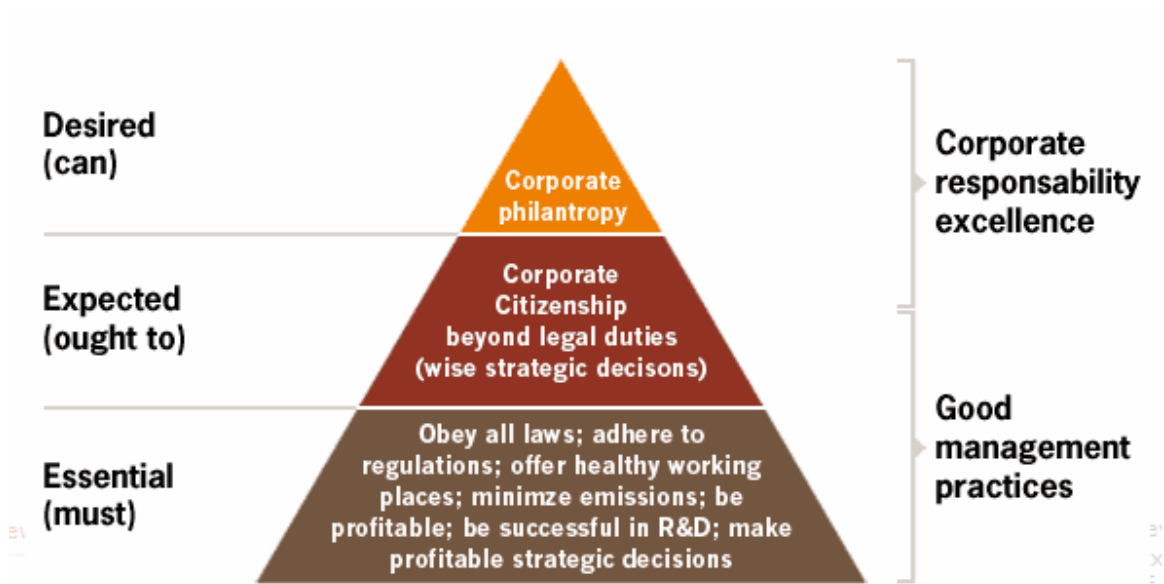 Desired
(can)
Corporate
philantropy
Corporate
responsability
excellence
Expected
(ought to)
Corporate
Citizenship
beyond legal duties
(wise strategic decisons)
Essential
(must)
Obey all laws; adhere to
regulations; offer healthy working
places; minimze emissions; be
profitable; be successful in R&D; make
profitable strategic decisions
Good
management
practices